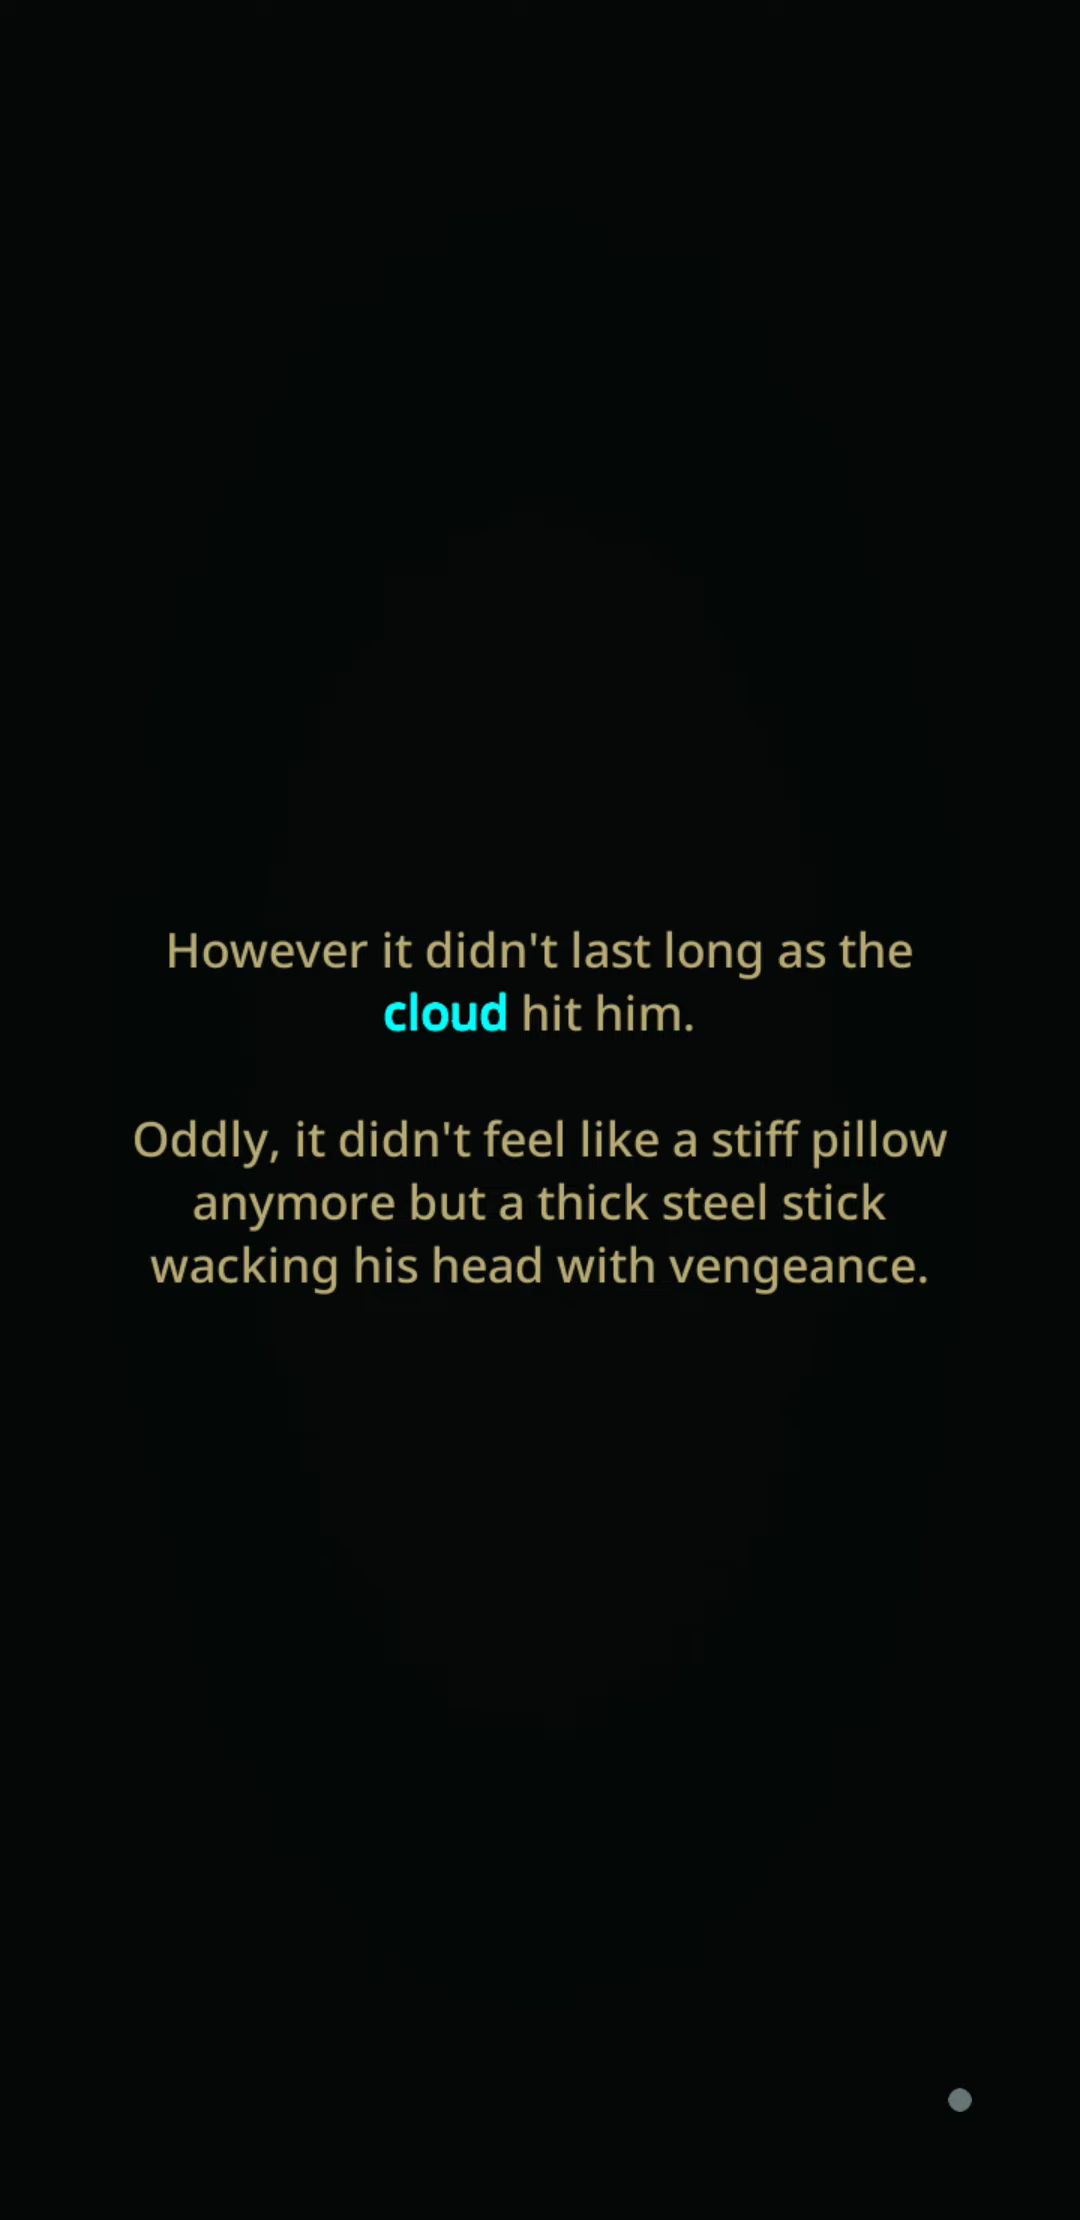 However it didn't last long as the
cloud hit him.
Oddly, it didn't feel like a stiff pillow
anymore but a thick steel stick
wacking his head with vengeance.